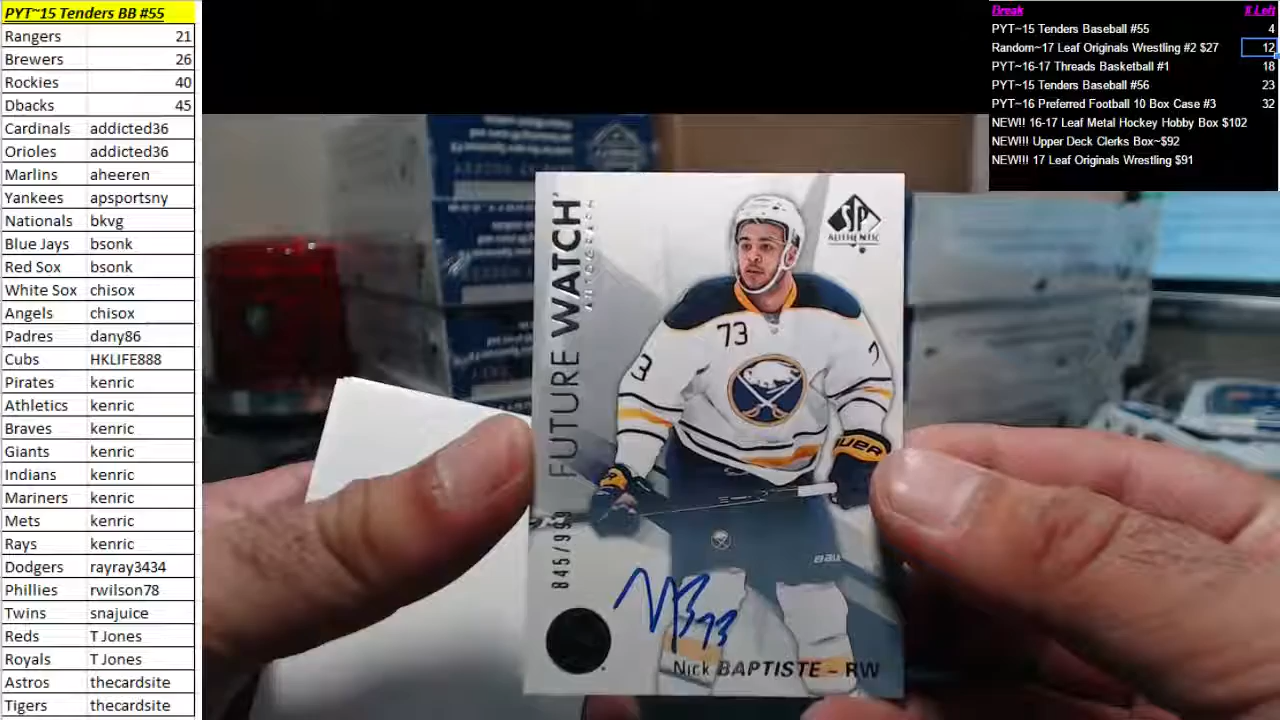 PYT~15 Tenders BB #55
Rangers 21
Brewers 26
Rockies 40
Dbacks 45
Cardinals addicted36
Orioles addicted36
Marlins aheeren
Yankees apsportsny
Nationals bkvg
Blue Jays bsonk
Red Sox bsonk
White Sox chisox
Angels chisox
Padres dany86
Cubs HKLIFE888
Pirates kenric
Athletics kenric
Braves kenric
Giants kenric
Indians kenric
Mariners kenric
Mets kenric
Rays kenric
Dodgers rayray3434
Phillies rwilson78
Twins snajuice
Reds T Jones
Royals T Jones
Astros thecardsite
Tigers thecardsite
Break X Left
PYT~15 Tenders Baseball #55 4
Random~17 Leaf Originals Wrestling #2 $27 12
PYT~16-17 Threads Basketball #1 18
PYT~15 Tenders Baseball #56 23
PYT~16 Preferred Football 10 Box Case #3 32
NEW!! 16-17 Leaf Metal Hockey Hobby Box $102
NEW!!! Upper Deck Clerks Box~$92
NEW!!! 17 Leaf Originals Wrestling $91
FUTURE WATCH
AUTOGRAPH
845/999
SP
AUTHENTIC
73
3
BAUER
NB 73
Nick BAPTISTE - RW